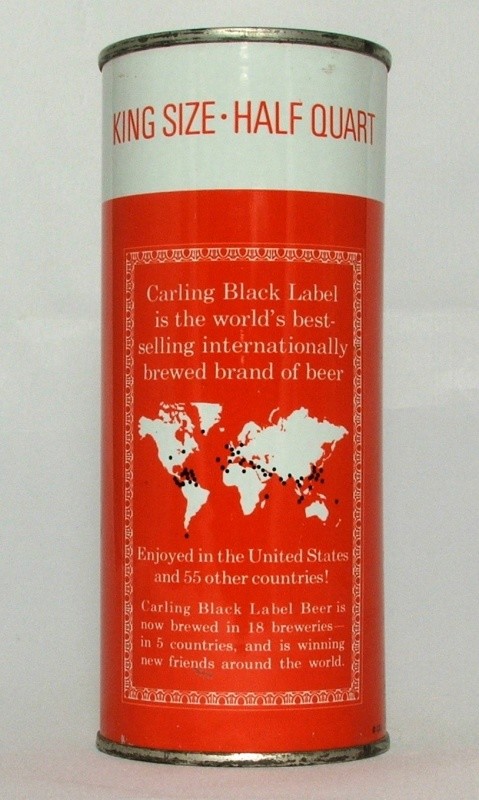 KING SIZE · HALF QUART
Carling Black Label
is the world's best-
selling internationally
brewed brand of beer
Enjoyed in the United States
and 55 other countries!
Carling Black Label Beer is
now brewed in 18 breweries—
in 5 countries, and is winning
new friends around the world.